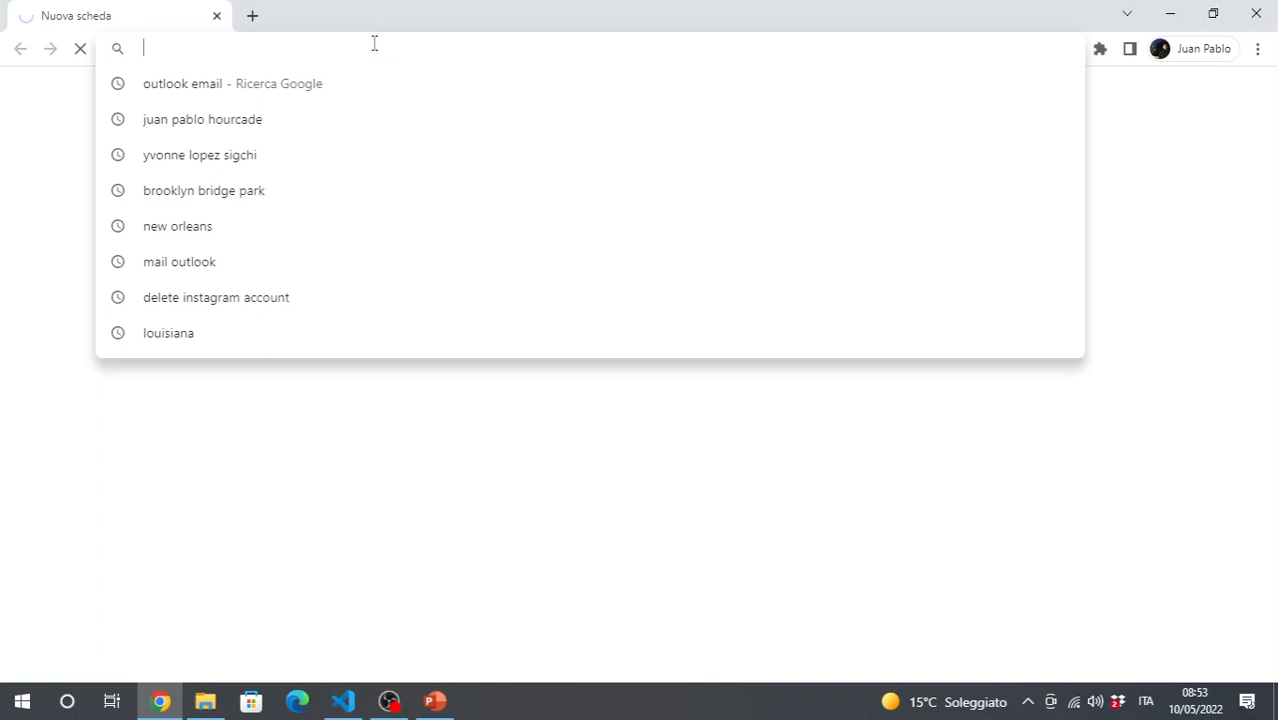 Nuova scheda
Juan Pablo
outlook email - Ricerca Google
juan pablo hourcade
yvonne lopez sigchi
brooklyn bridge park
new orleans
mail outlook
delete instagram account
louisiana
15°C Soleggiato
2
ITA
08:53
10/05/2022